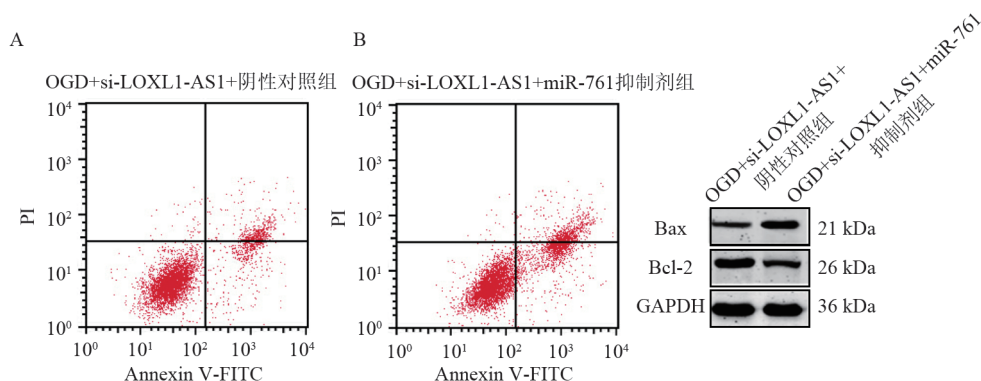 A
B
OGD+si-LOXL1-AS1+阴性对照组
OGD+si-LOXL1-AS1+miR-761抑制剂组
10⁴
10³
10²
10¹
10⁰
PI
10⁰ 10¹ 10² 10³ 10⁴
Annexin V-FITC
10⁴
10³
10²
10¹
10⁰
PI
10⁰ 10¹ 10² 10³ 10⁴
Annexin V-FITC
OGD+si-LOXL1-AS1+
阴性对照组
OGD+si-LOXL1-AS1+miR-761
抑制剂组
Bax 21 kDa
Bcl-2 26 kDa
GAPDH 36 kDa